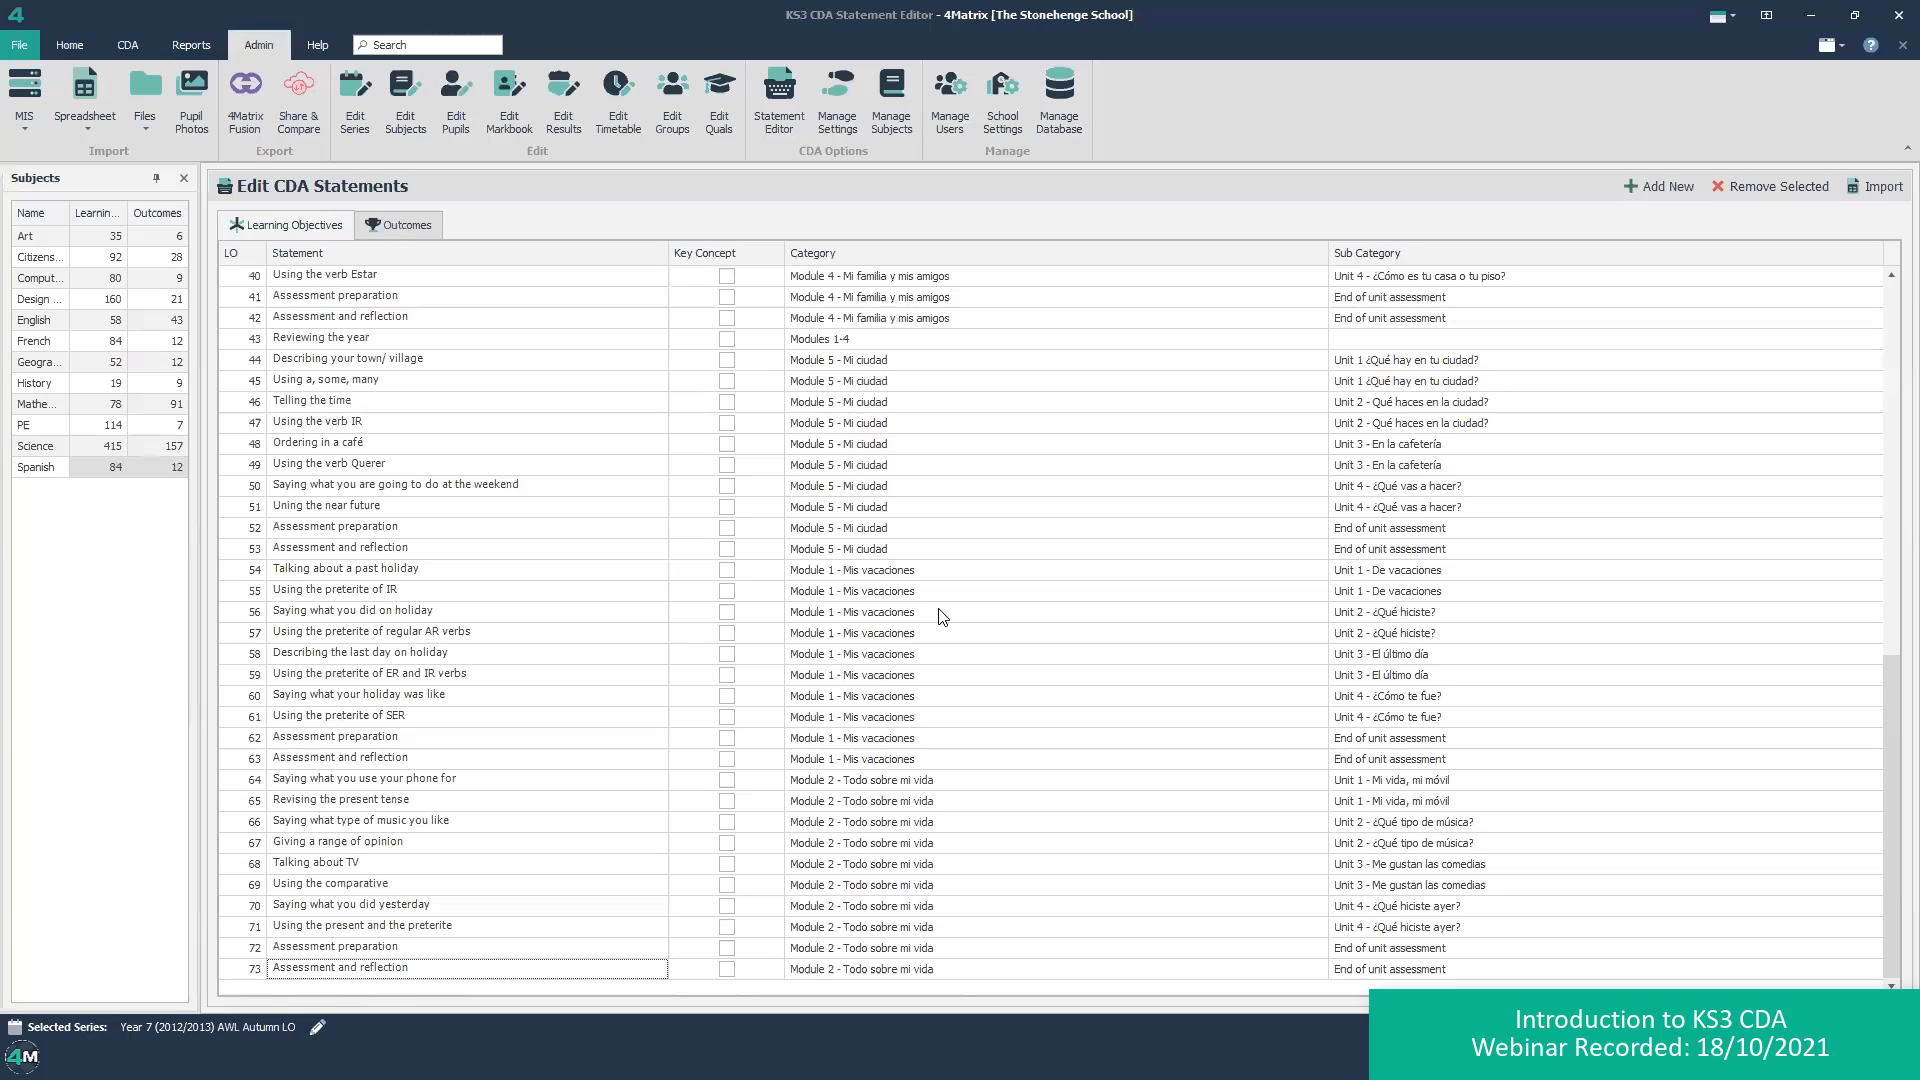 KS3 CDA Statement Editor - 4Matrix [The Stonehenge School]
File Home CDA Reports Admin Help Search
MIS Spreadsheet Files Pupil Photos 4Matrix Fusion Share & Compare Edit Series Edit Subjects Edit Pupils Edit Markbook Edit Results Edit Timetable Edit Groups Edit Quals Statement Editor Manage Settings Manage Subjects Manage Users School Settings Manage Database
Import Export Edit CDA Options Manage
Subjects
Name Learnin... Outcomes
Art 35 6
Citizens... 92 28
Comput... 80 9
Design ... 160 21
English 58 43
French 84 12
Geogra... 52 12
History 19 9
Mathe... 78 91
PE 114 7
Science 415 157
Spanish 84 12
Edit CDA Statements
Add New Remove Selected Import
Learning Objectives Outcomes
LO Statement Key Concept Category Sub Category
40 Using the verb Estar Module 4 - Mi familia y mis amigos Unit 4 - ¿Cómo es tu casa o tu piso?
41 Assessment preparation Module 4 - Mi familia y mis amigos End of unit assessment
42 Assessment and reflection Module 4 - Mi familia y mis amigos End of unit assessment
43 Reviewing the year Modules 1-4
44 Describing your town/ village Module 5 - Mi ciudad Unit 1 ¿Qué hay en tu ciudad?
45 Using a, some, many Module 5 - Mi ciudad Unit 1 ¿Qué hay en tu ciudad?
46 Telling the time Module 5 - Mi ciudad Unit 2 - Qué haces en la ciudad?
47 Using the verb IR Module 5 - Mi ciudad Unit 2 - Qué haces en la ciudad?
48 Ordering in a café Module 5 - Mi ciudad Unit 3 - En la cafetería
49 Using the verb Querer Module 5 - Mi ciudad Unit 3 - En la cafetería
50 Saying what you are going to do at the weekend Module 5 - Mi ciudad Unit 4 - ¿Qué vas a hacer?
51 Uning the near future Module 5 - Mi ciudad Unit 4 - ¿Qué vas a hacer?
52 Assessment preparation Module 5 - Mi ciudad End of unit assessment
53 Assessment and reflection Module 5 - Mi ciudad End of unit assessment
54 Talking about a past holiday Module 1 - Mis vacaciones Unit 1 - De vacaciones
55 Using the preterite of IR Module 1 - Mis vacaciones Unit 1 - De vacaciones
56 Saying what you did on holiday Module 1 - Mis vacaciones Unit 2 - ¿Qué hiciste?
57 Using the preterite of regular AR verbs Module 1 - Mis vacaciones Unit 2 - ¿Qué hiciste?
58 Describing the last day on holiday Module 1 - Mis vacaciones Unit 3 - El último día
59 Using the preterite of ER and IR verbs Module 1 - Mis vacaciones Unit 3 - El último día
60 Saying what your holiday was like Module 1 - Mis vacaciones Unit 4 - ¿Cómo te fue?
61 Using the preterite of SER Module 1 - Mis vacaciones Unit 4 - ¿Cómo te fue?
62 Assessment preparation Module 1 - Mis vacaciones End of unit assessment
63 Assessment and reflection Module 1 - Mis vacaciones End of unit assessment
64 Saying what you use your phone for Module 2 - Todo sobre mi vida Unit 1 - Mi vida, mi móvil
65 Revising the present tense Module 2 - Todo sobre mi vida Unit 1 - Mi vida, mi móvil
66 Saying what type of music you like Module 2 - Todo sobre mi vida Unit 2 - ¿Qué tipo de música?
67 Giving a range of opinion Module 2 - Todo sobre mi vida Unit 2 - ¿Qué tipo de música?
68 Talking about TV Module 2 - Todo sobre mi vida Unit 3 - Me gustan las comedias
69 Using the comparative Module 2 - Todo sobre mi vida Unit 3 - Me gustan las comedias
70 Saying what you did yesterday Module 2 - Todo sobre mi vida Unit 4 - ¿Qué hiciste ayer?
71 Using the present and the preterite Module 2 - Todo sobre mi vida Unit 4 - ¿Qué hiciste ayer?
72 Assessment preparation Module 2 - Todo sobre mi vida End of unit assessment
73 Assessment and reflection Module 2 - Todo sobre mi vida End of unit assessment
Selected Series: Year 7 (2012/2013) AWL Autumn LO
4M
Introduction to KS3 CDA
Webinar Recorded: 18/10/2021